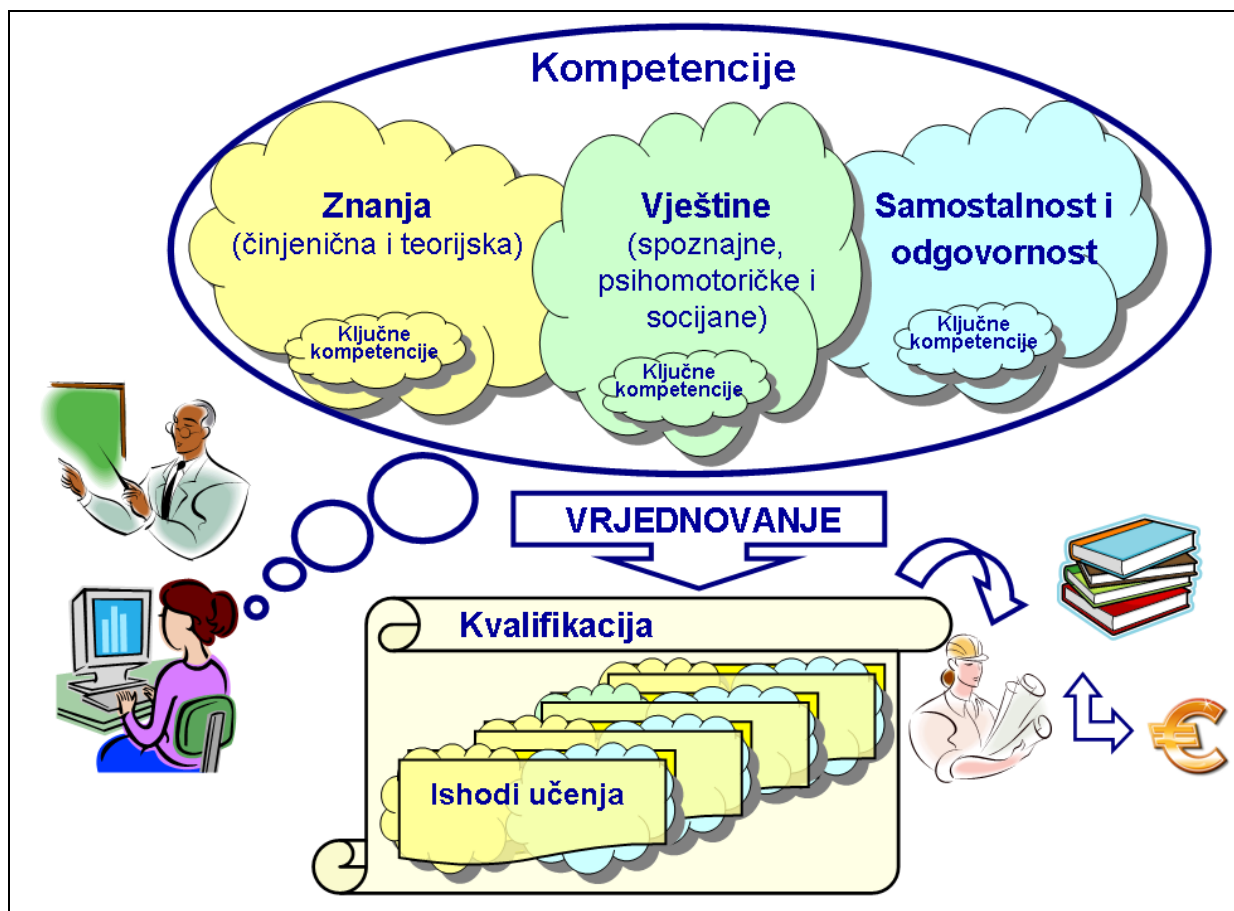 Kompetencije
Znanja
(činjenična i teorijska)
Ključne
kompetencije
Vještine
(spoznajne,
psihomotoričke i
socijane)
Ključne
kompetencije
Samostalnost i
odgovornost
Ključne
kompetencije
VRJEDNOVANJE
Kvalifikacija
Ishodi učenja
€